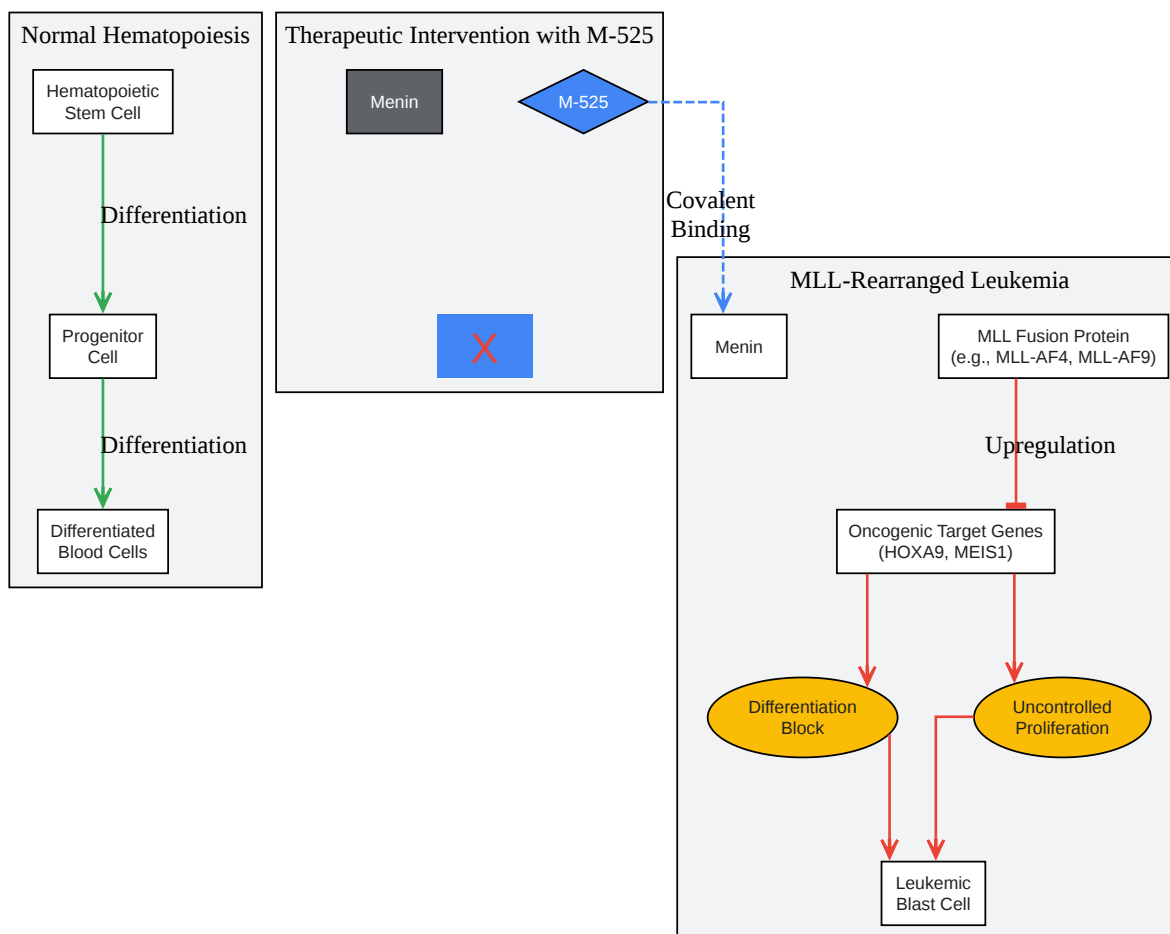 Normal Hematopoiesis
Hematopoietic
Stem Cell
Differentiation
Progenitor
Cell
Differentiation
Differentiated
Blood Cells
Therapeutic Intervention with M-525
Menin
M-525
X
Covalent
Binding
MLL-Rearranged Leukemia
Menin
MLL Fusion Protein
(e.g., MLL-AF4, MLL-AF9)
Upregulation
Oncogenic Target Genes
(HOXA9, MEIS1)
Differentiation
Block
Uncontrolled
Proliferation
Leukemic
Blast Cell